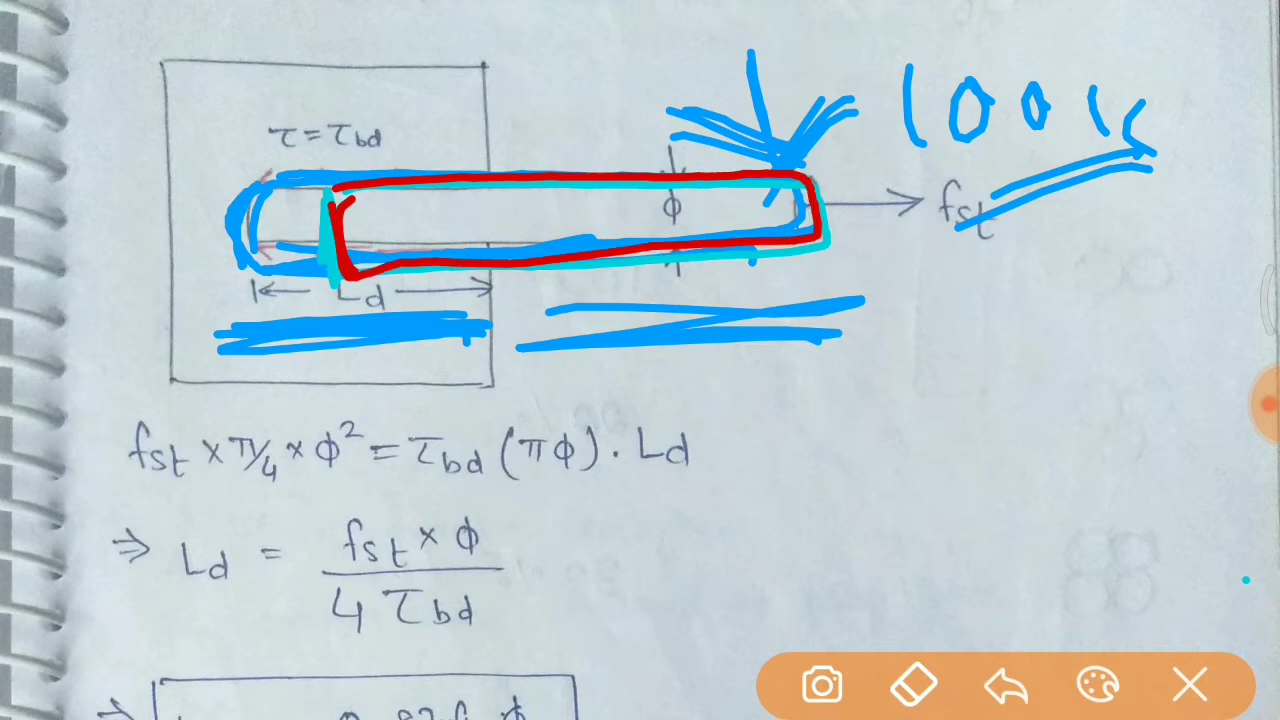 τ = τbd
100 K
ϕ
fst
Ld
fst × π/4 × ϕ² = τbd (πϕ) . Ld
⇒ Ld = fst × ϕ / 4 τbd
⇒